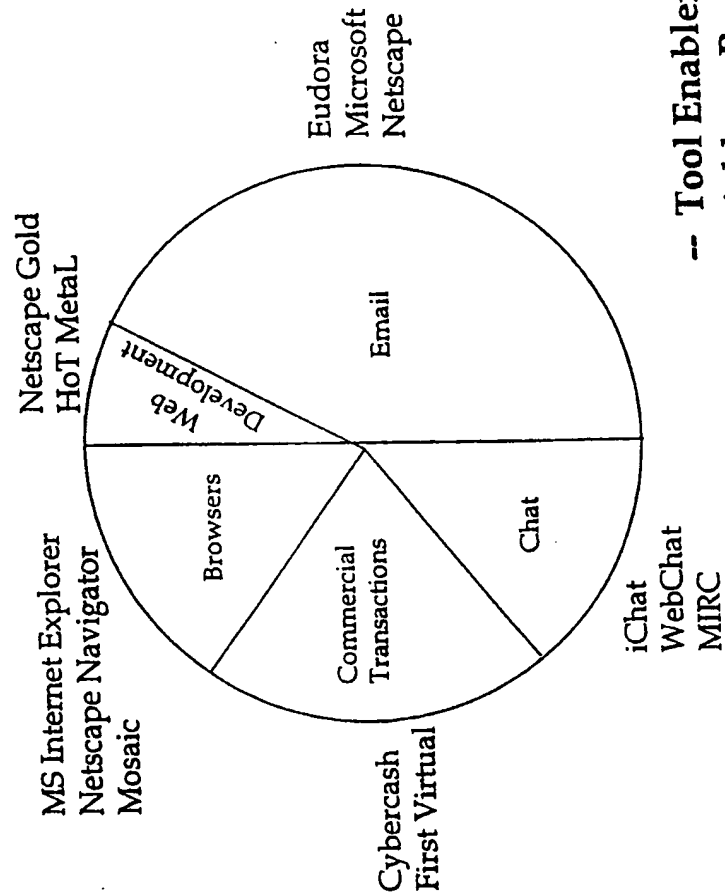 Netscape Gold
HoT MetaL
MS Internet Explorer
Netscape Navigator
Mosaic
Eudora
Microsoft
Netscape
Web
Development
Browsers
Email
Commercial
Transactions
Chat
Cybercash
First Virtual
iChat
WebChat
MIRC
-- Tool Enable